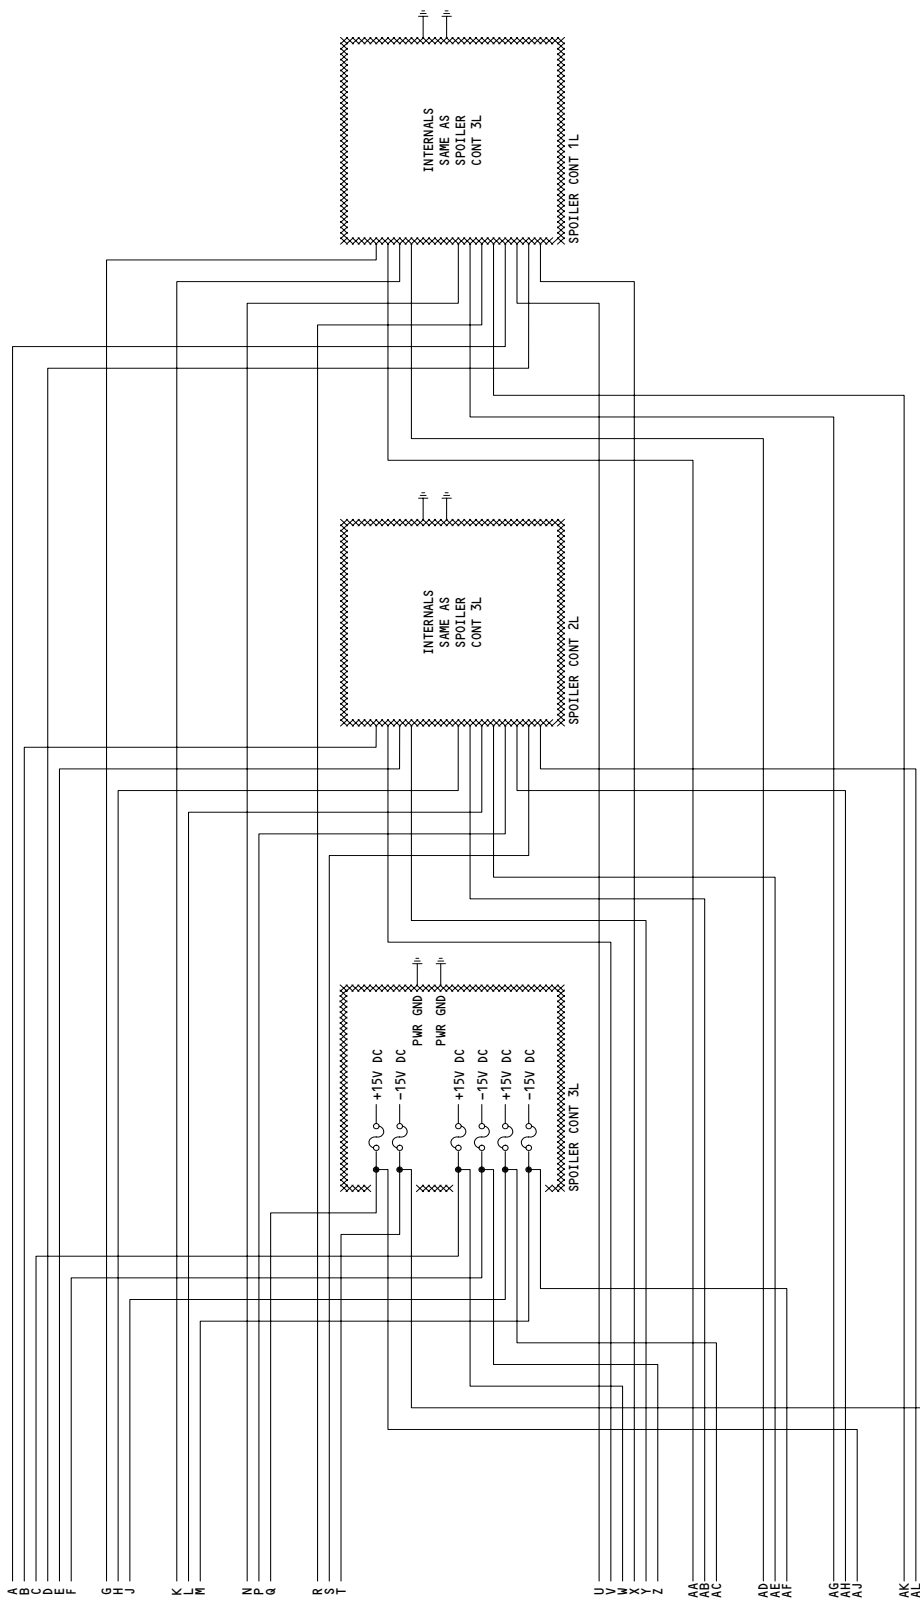 INTERNALS
SAME AS
SPOILER
CONT 3L
SPOILER CONT 1L
INTERNALS
SAME AS
SPOILER
CONT 3L
SPOILER CONT 2L
+15V DC
-15V DC
PWR GND
PWR GND
+15V DC
-15V DC
+15V DC
-15V DC
SPOILER CONT 3L
A
B
C
D
E
F
G
H
J
K
L
M
N
P
Q
R
S
T
U
V
W
X
Y
Z
AA
AB
AC
AD
AE
AF
AG
AH
AJ
AK
AL